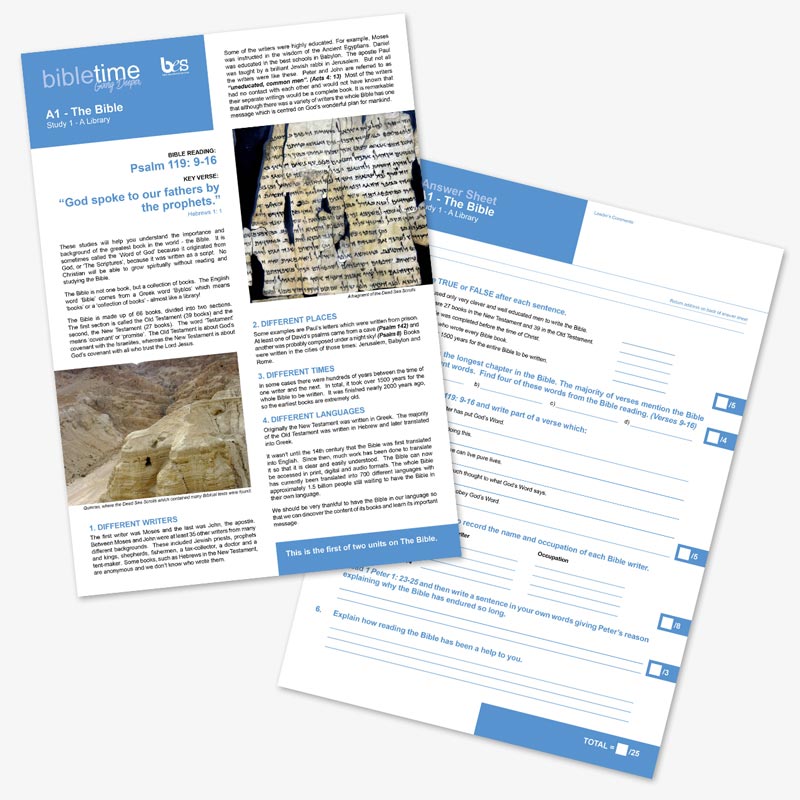 bibletime
Going Deeper
bes
A1 - The Bible
Study 1 - A Library
BIBLE READING:
Psalm 119: 9-16
KEY VERSE:
“God spoke to our fathers by
the prophets.”
Hebrews 1: 1
These studies will help you understand the importance and
background of the greatest book in the world - the Bible. It is
sometimes called the 'Word of God' because it originated from
God, or 'The Scriptures', because it was written as a script. No
Christian will be able to grow spiritually without reading and
studying the Bible.
The Bible is not one book, but a collection of books. The English
word 'Bible' comes from a Greek word 'Byblos' which means
'books' or a 'collection of books' - almost like a library!
The Bible is made up of 66 books, divided into two sections.
The first section is called the Old Testament (39 books) and the
second, the New Testament (27 books). The word 'Testament'
means 'covenant' or 'promise'. The Old Testament is about God's
covenant with the Israelites, whereas the New Testament is about
God's covenant with all who trust the Lord Jesus.
Qumran, where the Dead Sea Scrolls which contained many Biblical texts were found.
1. DIFFERENT WRITERS
The first writer was Moses and the last was John, the apostle.
Between Moses and John were at least 35 other writers from many
different backgrounds. These included Jewish priests, prophets
and kings, shepherds, fishermen, a tax-collector, a doctor and a
tent-maker. Some books, such as Hebrews in the New Testament,
are anonymous and we don't know who wrote them.
Some of the writers were highly educated. For example, Moses
was instructed in the wisdom of the Ancient Egyptians. Daniel
was educated in the best schools in Babylon. The apostle Paul
was taught by a brilliant Jewish rabbi in Jerusalem. But not all
the writers were like these. Peter and John are referred to as
"uneducated, common men". (Acts 4: 13) Most of the writers
had no contact with each other and would not have known that
their separate writings would be a complete book. It is remarkable
that although there was a variety of writers the whole Bible has one
message which is centred on God's wonderful plan for mankind.
A fragment of the Dead Sea Scrolls
2. DIFFERENT PLACES
Some examples are Paul's letters which were written from prison.
At least one of David's psalms came from a cave (Psalm 142) and
another was probably composed under a night sky! (Psalm 8) Books
were written in the cities of those times, Jerusalem, Babylon and
Rome.
3. DIFFERENT TIMES
In some cases there were hundreds of years between the time of
one writer and the next. In total, it took over 1500 years for the
whole Bible to be written. It was finished nearly 2000 years ago,
so the earliest books are extremely old.
4. DIFFERENT LANGUAGES
Originally the New Testament was written in Greek. The majority
of the Old Testament was written in Hebrew and later translated
into Greek.
It wasn't until the 14th century that the Bible was first translated
into English. Since then, much work has been done to translate
it so that it is clear and easily understood. The Bible can now
be accessed in print, digital and audio formats. The whole Bible
has currently been translated into 700 different languages with
approximately 1.5 billion people still waiting to have the Bible in
their own language.
We should be very thankful to have the Bible in our language so
that we can discover the content of its books and learn its important
message
This is the first of two units on The Bible.
Answer Sheet
A1 - The Bible
Study 1 - A Library
Leader's Comments
Return address on back of answer sheet
TRUE or FALSE after each sentence.
used only very clever and well educated men to write the Bible.
27 books in the New Testament and 39 in the Old Testament.
was completed before the time of Christ.
who wrote every Bible book.
1500 years for the entire Bible to be written.
/5
the longest chapter in the Bible. The majority of verses mention the Bible
words. Find four of these words from the Bible reading. (Verses 9-16)
b)
c)
d)
/4
119: 9-16 and write part of a verse which:
has put God's Word.
doing this.
can live pure lives.
much thought to what God's Word says.
obey God's Word.
/5
to record the name and occupation of each Bible writer.
Occupation
/8
1 Peter 1; 23-25 and then write a sentence in your own words giving Peter's reason
explaining why the Bible has endured so long.
/3
6. Explain how reading the Bible has been a help to you.
TOTAL = /25